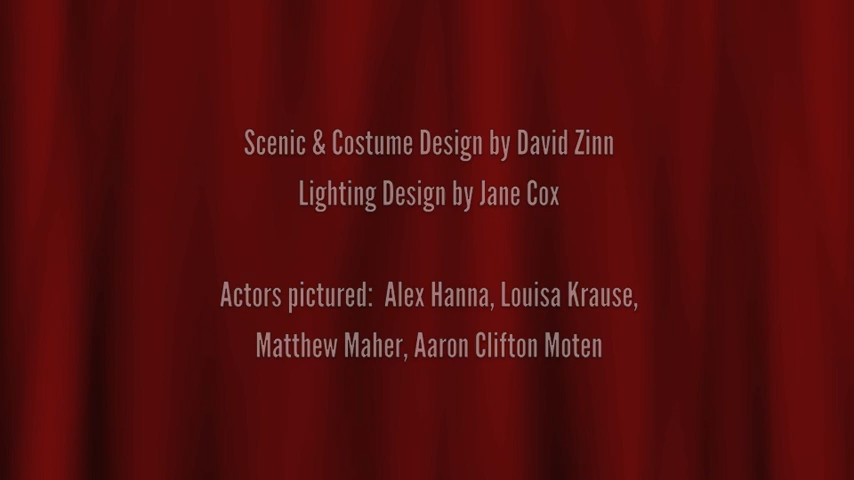 Scenic & Costume Design by David Zinn
Lighting Design by Jane Cox
Actors pictured:  Alex Hanna, Louisa Krause,
Matthew Maher, Aaron Clifton Moten